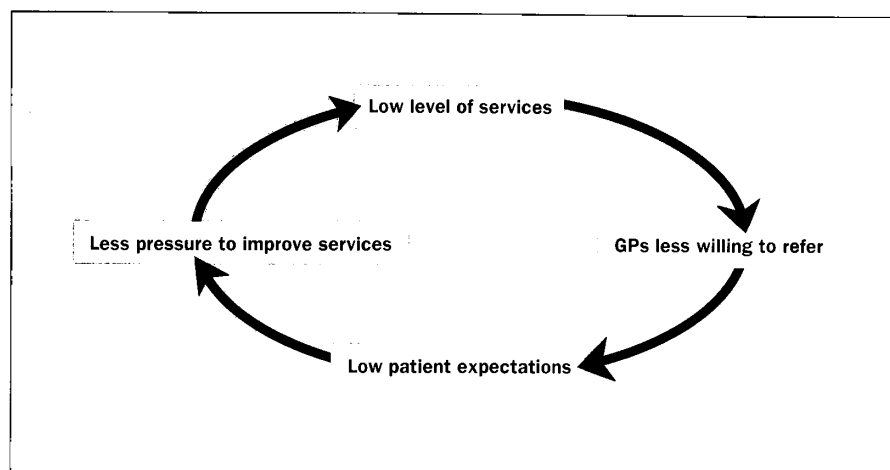 Low level of services
Less pressure to improve services
GPs less willing to refer
Low patient expectations